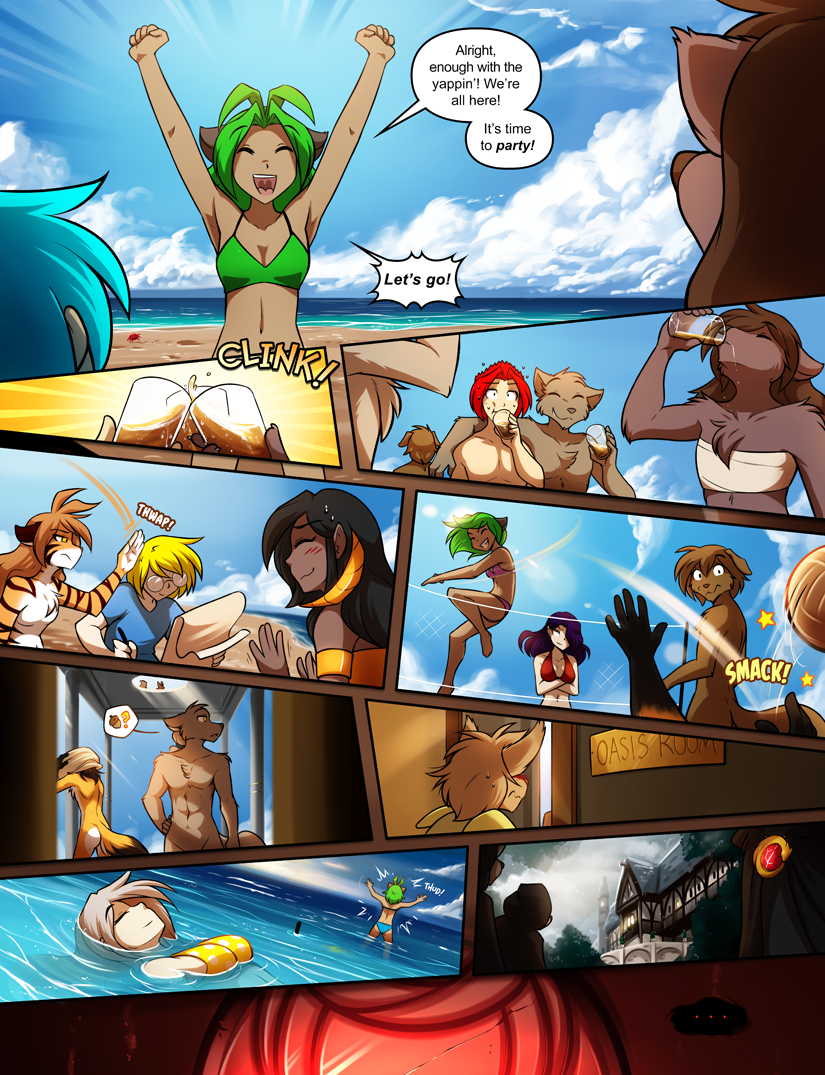 Alright,
enough with the
yappin'! We're
all here!
It's time
to party!
Let's go!
CLINK!
THWAP!
SMACK!
?
OASIS ROOM
THUD!